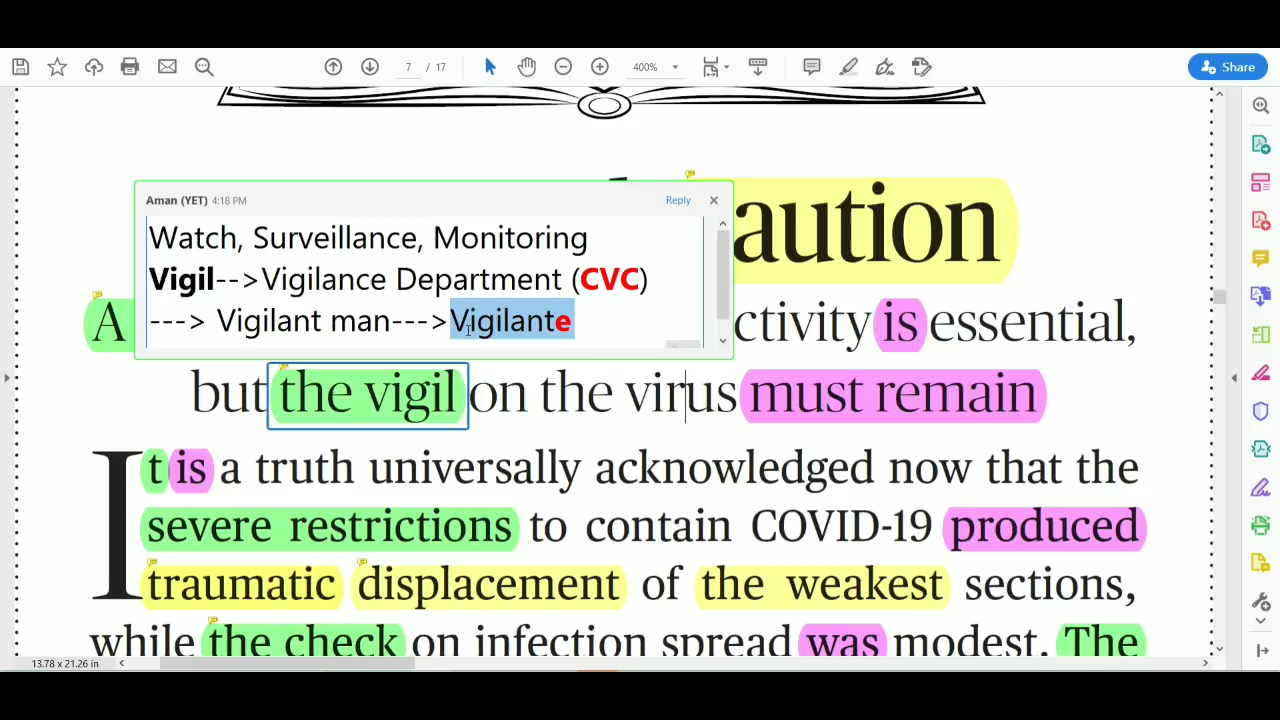 7 / 17
400%
Share
Aman (YET) 4:18 PM
Reply
Watch, Surveillance, Monitoring
Vigil-->Vigilance Department (CVC)
---> Vigilant man--->Vigilante
aution
A
ctivity is essential,
but the vigil on the virus must remain
It is a truth universally acknowledged now that the
severe restrictions to contain COVID-19 produced
traumatic displacement of the weakest sections,
while the check on infection spread was modest. The
13.78 x 21.26 in